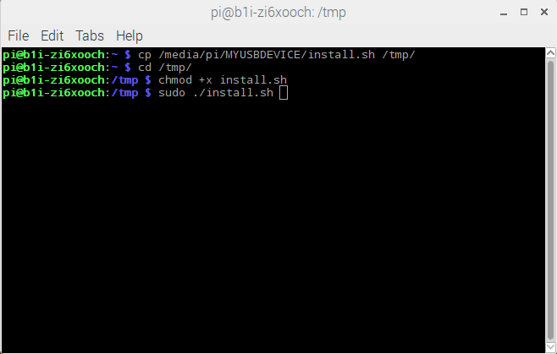 pi@b1i-zi6xooch: /tmp
File Edit Tabs Help
pi@b1i-zi6xooch:~ $ cp /media/pi/MYUSBDEVICE/install.sh /tmp/
pi@b1i-zi6xooch:~ $ cd /tmp/
pi@b1i-zi6xooch:/tmp $ chmod +x install.sh
pi@b1i-zi6xooch:/tmp $ sudo ./install.sh